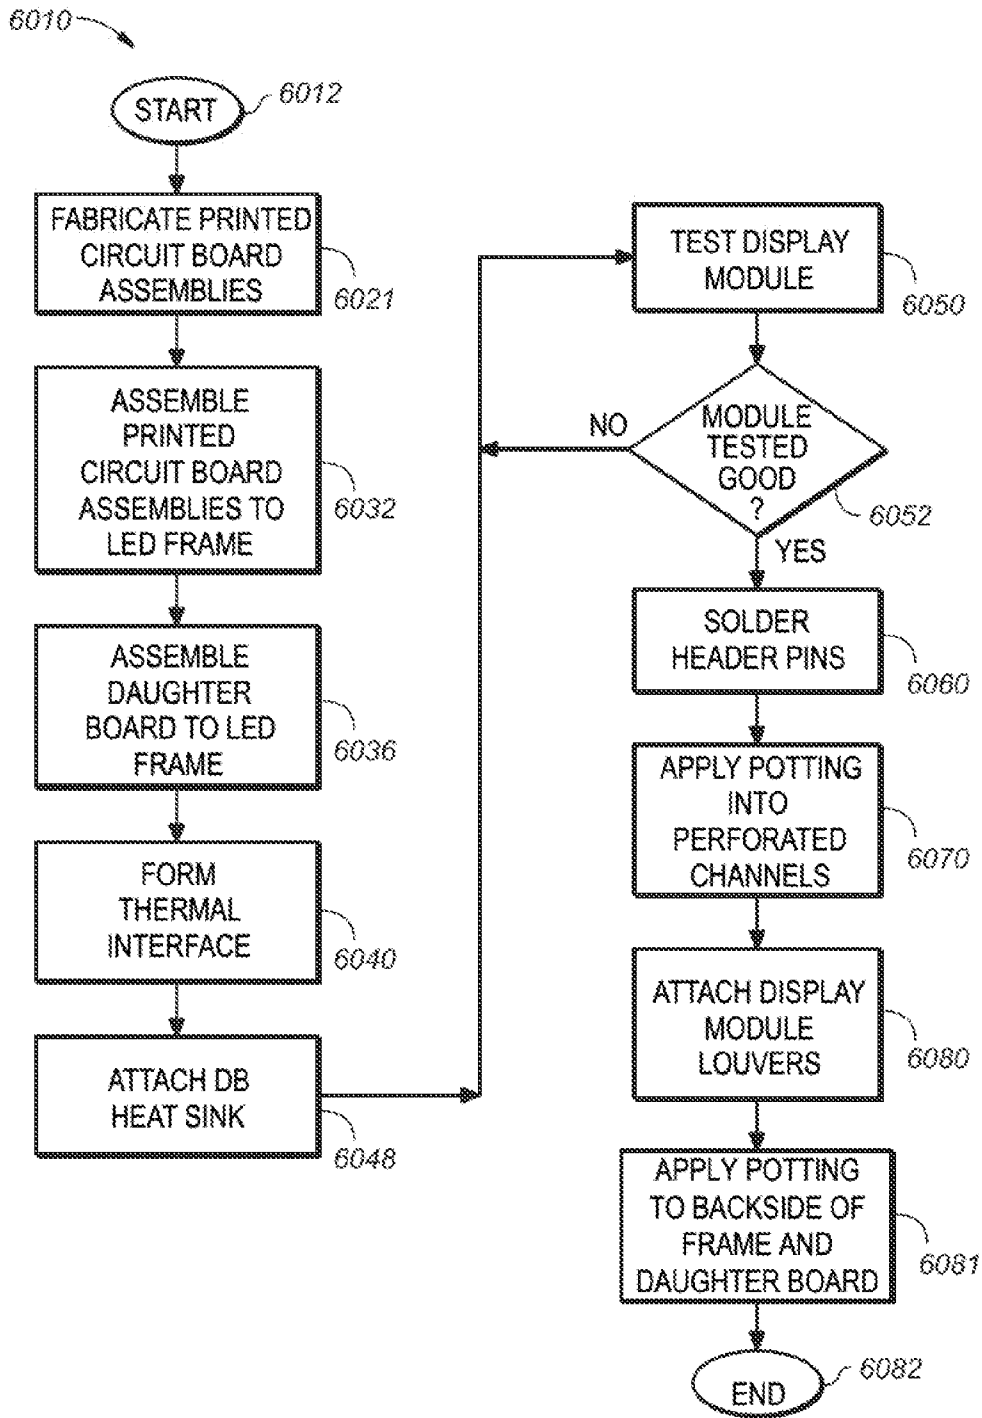 6010
START
6012
FABRICATE PRINTED
CIRCUIT BOARD
ASSEMBLIES
6021
ASSEMBLE
PRINTED
CIRCUIT BOARD
ASSEMBLIES TO
LED FRAME
6032
ASSEMBLE
DAUGHTER
BOARD TO LED
FRAME
6036
FORM
THERMAL
INTERFACE
6040
ATTACH DB
HEAT SINK
6048
TEST DISPLAY
MODULE
6050
MODULE
TESTED
GOOD
?
6052
NO
YES
SOLDER
HEADER PINS
6060
APPLY POTTING
INTO
PERFORATED
CHANNELS
6070
ATTACH DISPLAY
MODULE
LOUVERS
6080
APPLY POTTING
TO BACKSIDE OF
FRAME AND
DAUGHTER BOARD
6081
END
6082